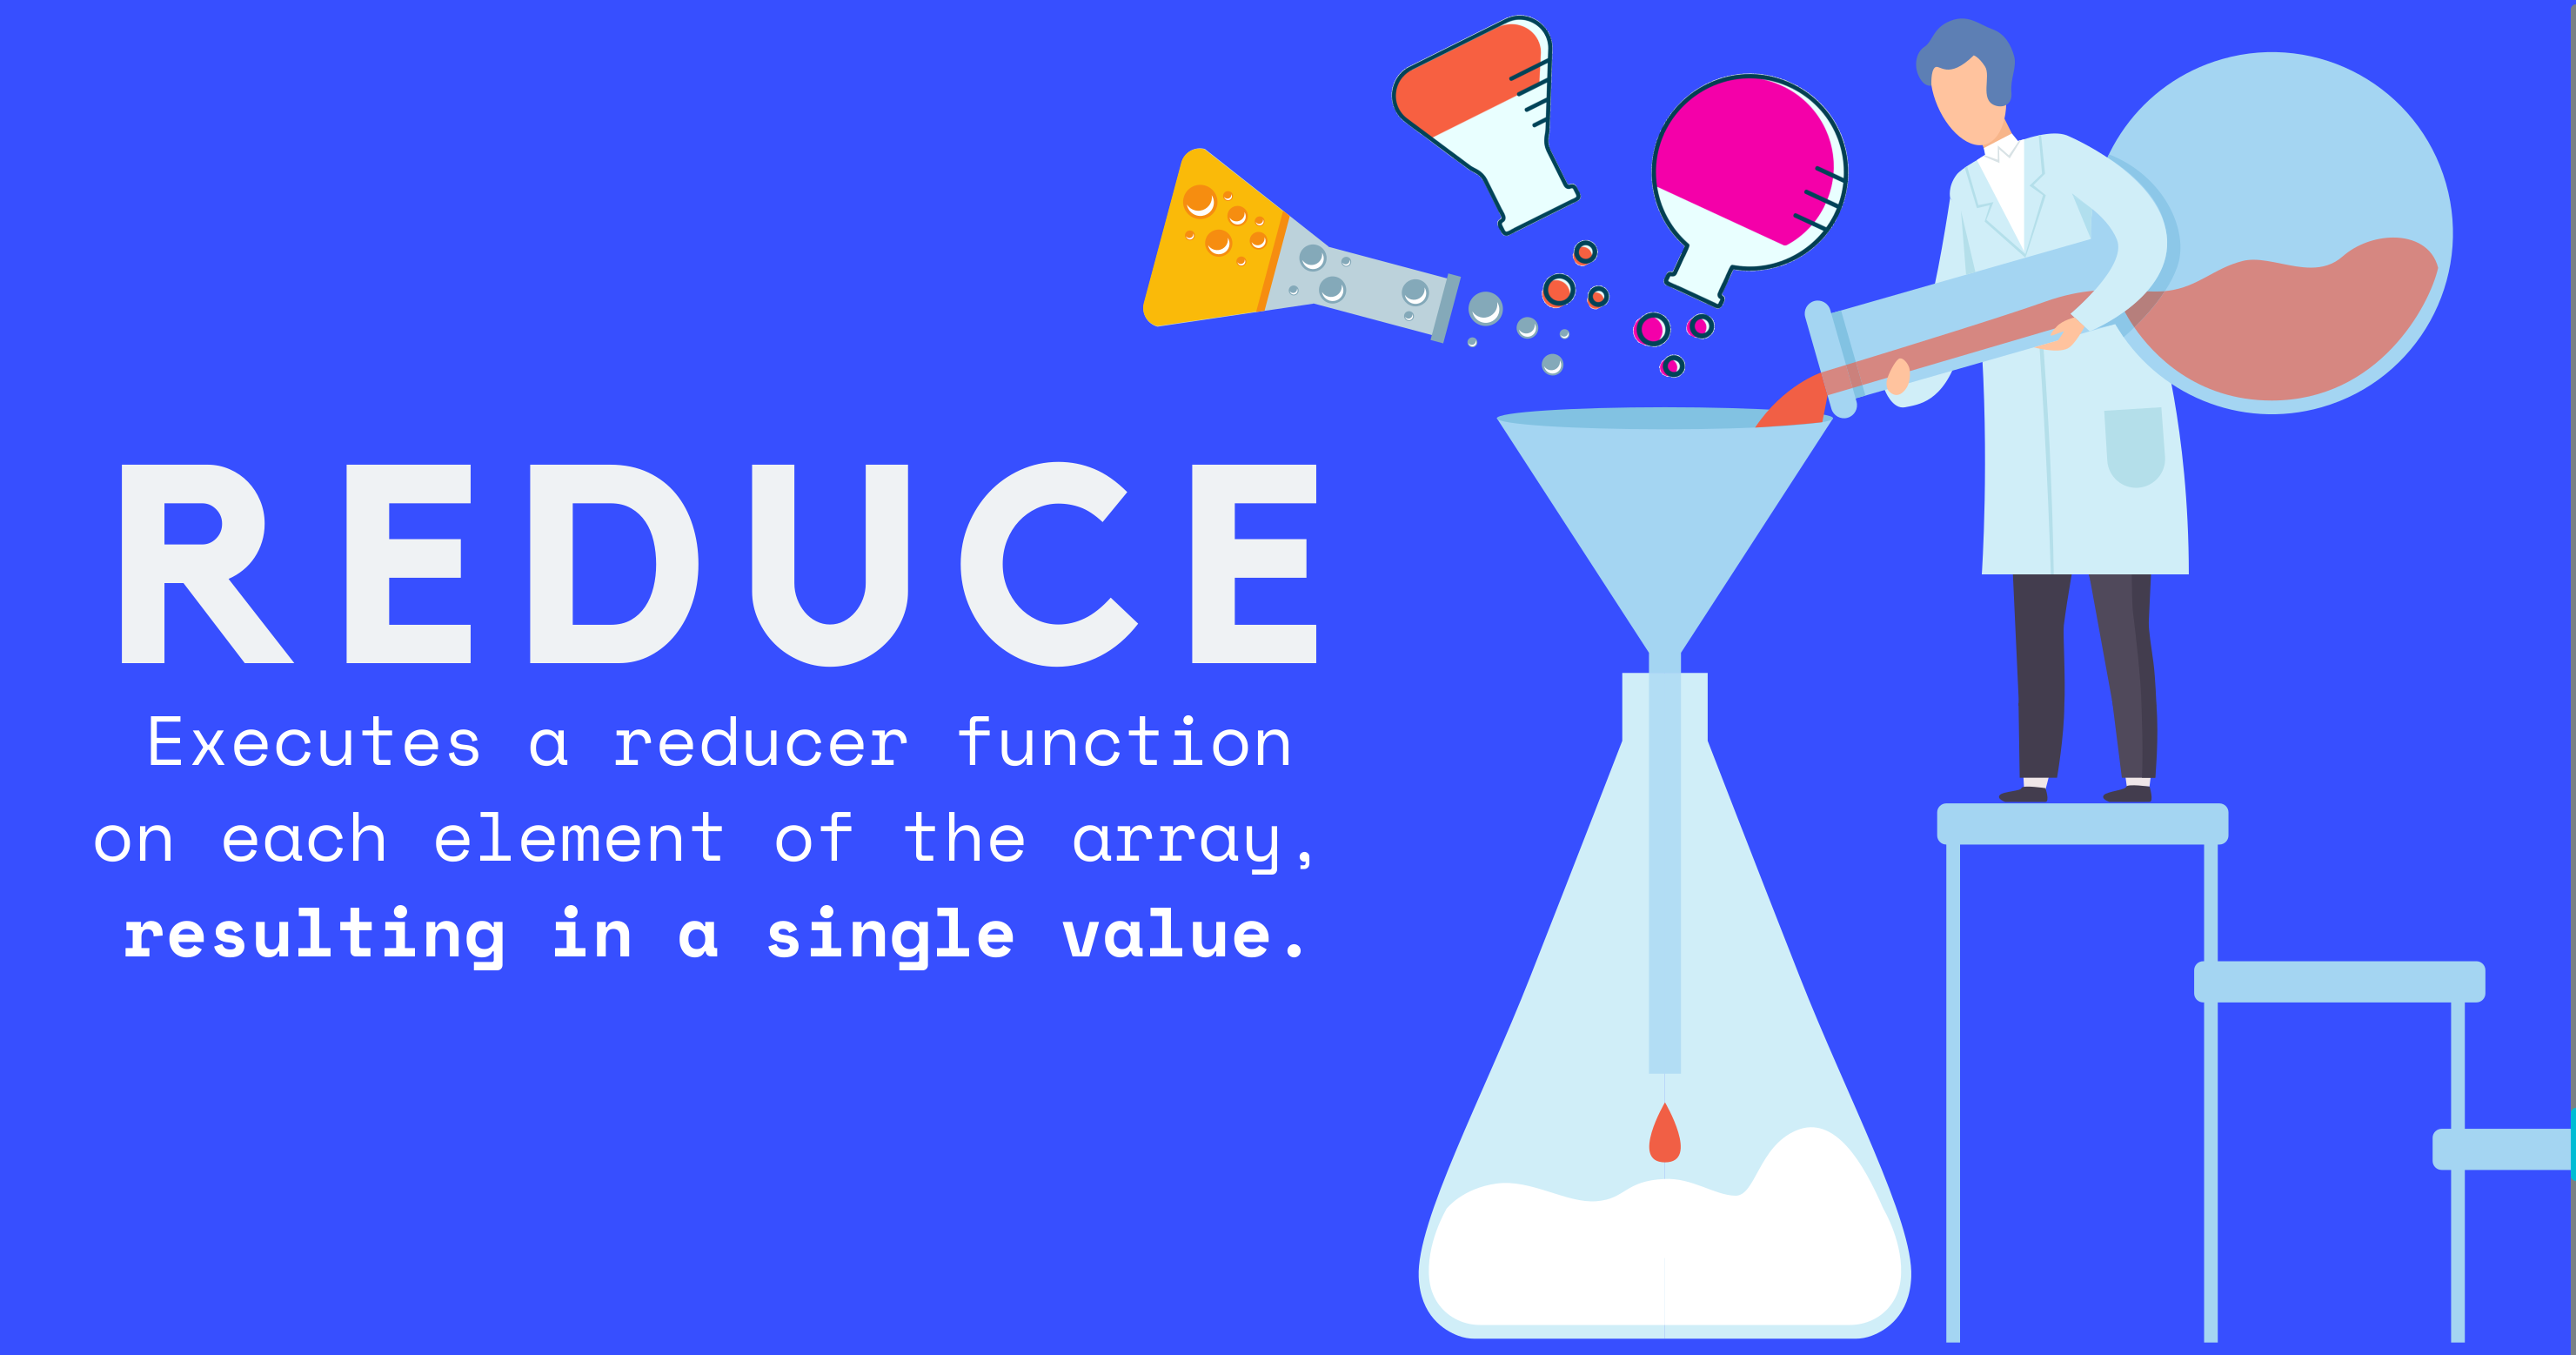 REDUCE
Executes a reducer function
on each element of the array,
resulting in a single value.